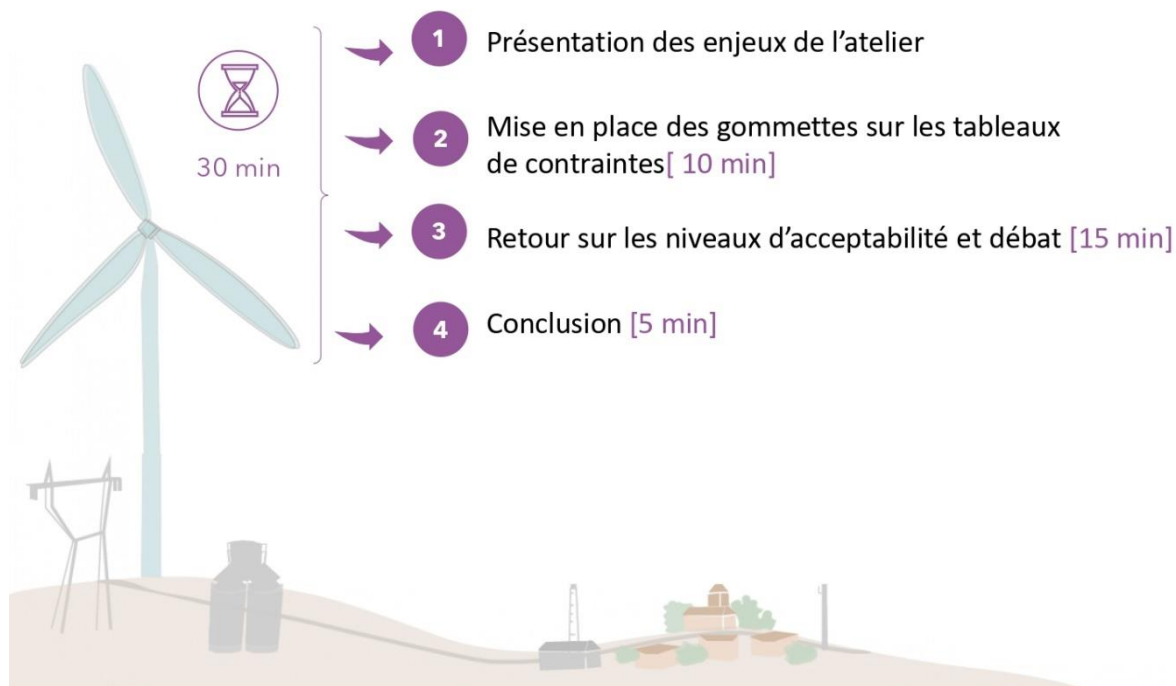 30 min
1 Présentation des enjeux de l’atelier
2 Mise en place des gommettes sur les tableaux
de contraintes[ 10 min]
3 Retour sur les niveaux d’acceptabilité et débat [15 min]
4 Conclusion [5 min]